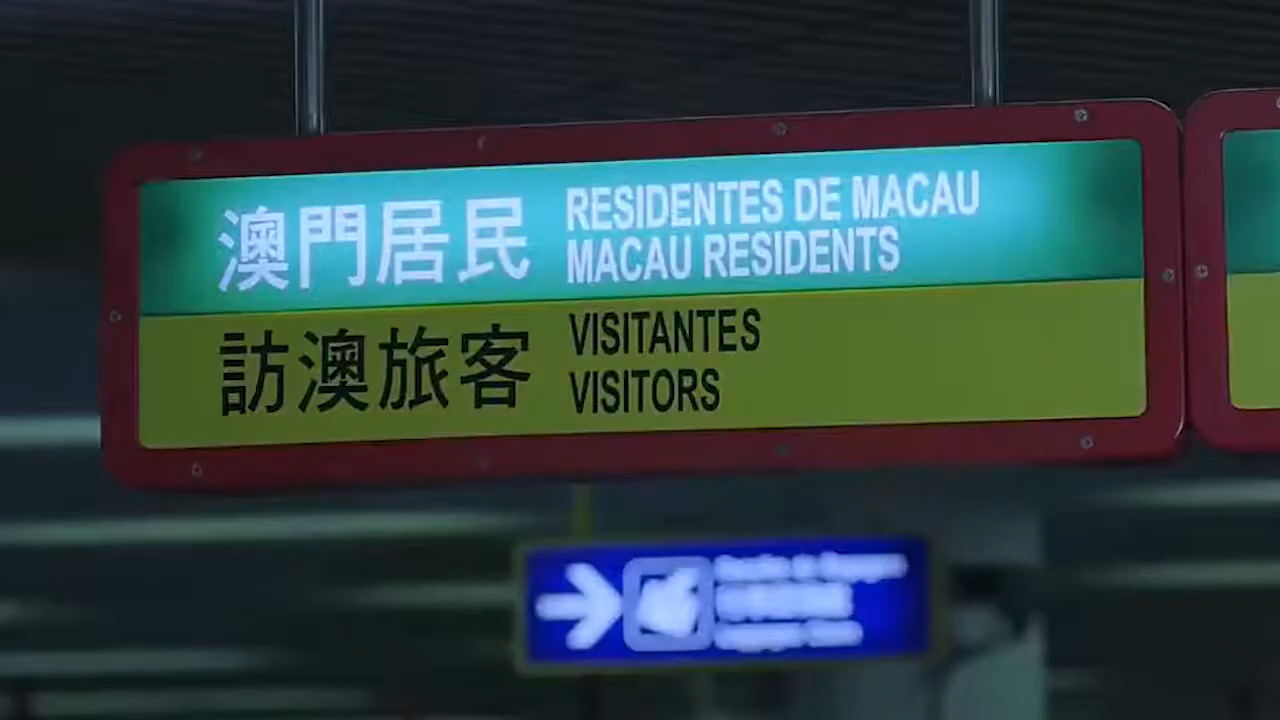 澳門居民
RESIDENTES DE MACAU
MACAU RESIDENTS
訪澳旅客
VISITANTES
VISITORS